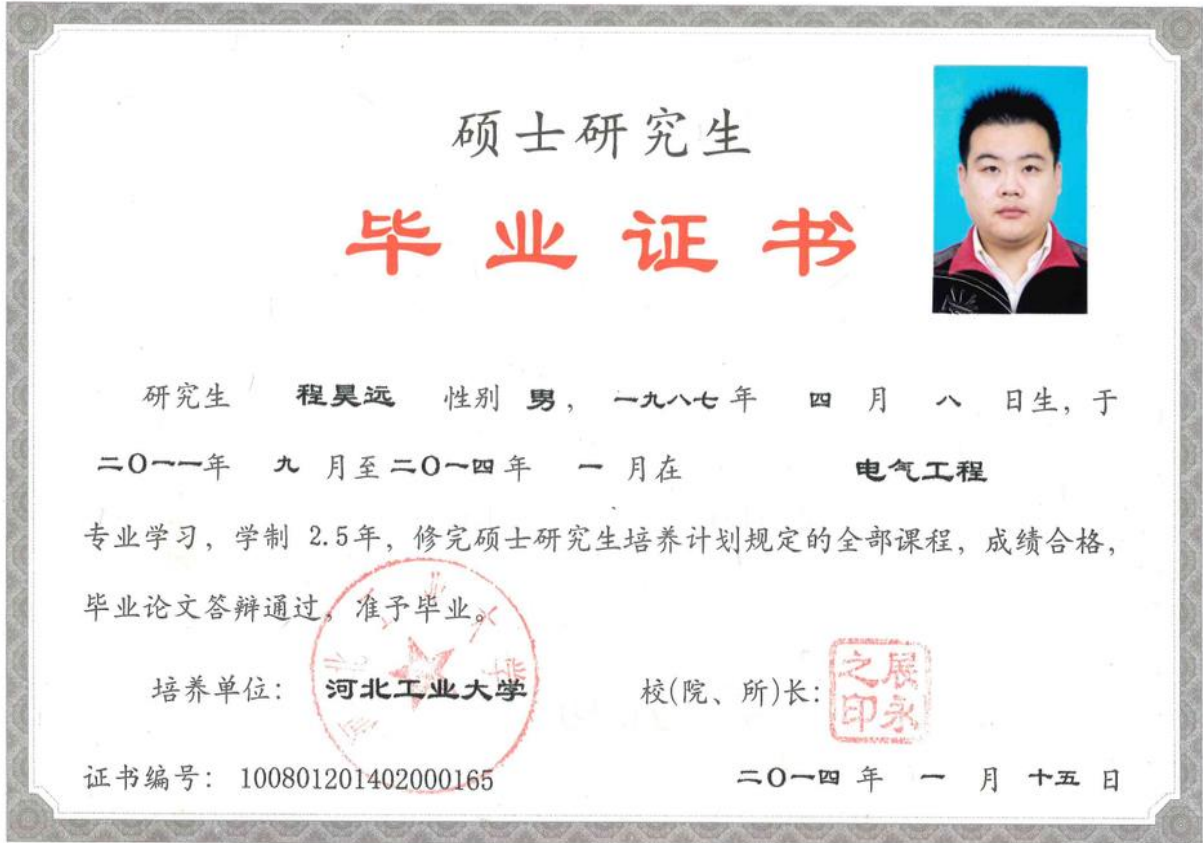 硕士研究生
毕业证书
研究生 程昊远 性别 男， 一九八七年 四 月 八 日生，于
二〇一一年 九 月至二〇一四年 一 月在 电气工程
专业学习，学制 2.5年，修完硕士研究生培养计划规定的全部课程，成绩合格，
毕业论文答辩通过，准予毕业。
培养单位： 河北工业大学 校(院、所)长：
展永之印
证书编号： 100801201402000165 二〇一四 年 一 月 十五 日